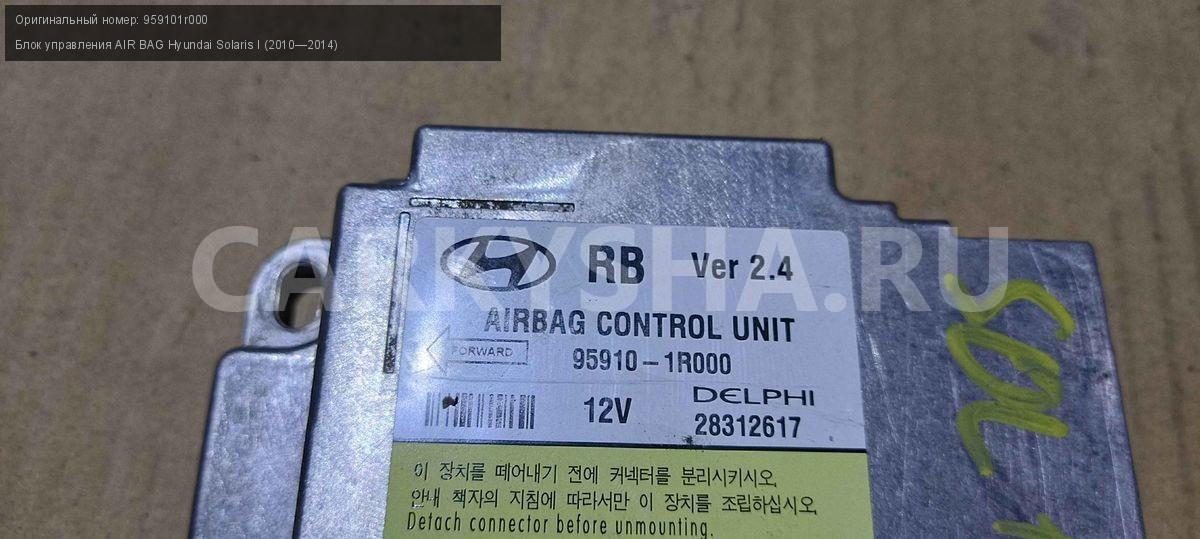 Оригинальный номер: 959101r000
Блок управления AIR BAG Hyundai Solaris I (2010—2014)
CARRYSHA.RU
RB Ver 2.4
AIRBAG CONTROL UNIT
FORWARD
95910-1R000
12V
DELPHI
28312617
SOL
이 장치를 떼어내기 전에 커넥터를 분리시키시오.
안내 책자의 지침에 따라서만 이 장치를 조립하십시오.
Detach connector before unmounting.